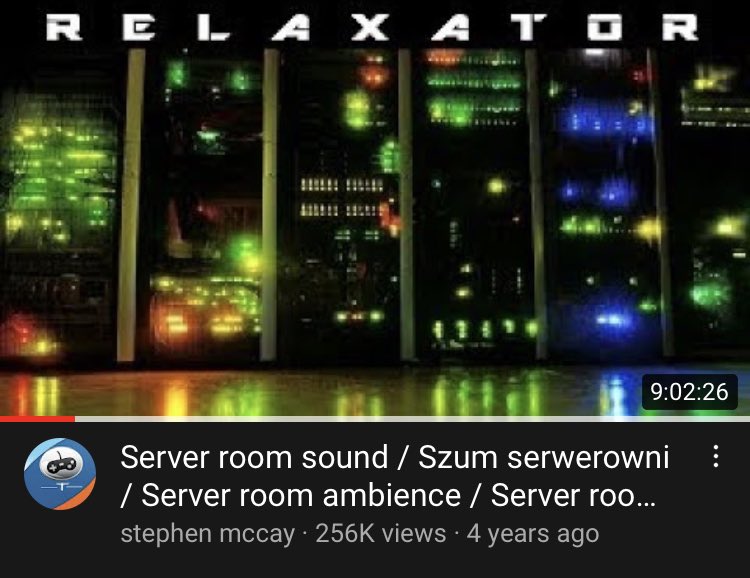 RELAXATOR
9:02:26
Server room sound / Szum serwerowni
/ Server room ambience / Server roo...
stephen mccay · 256K views · 4 years ago